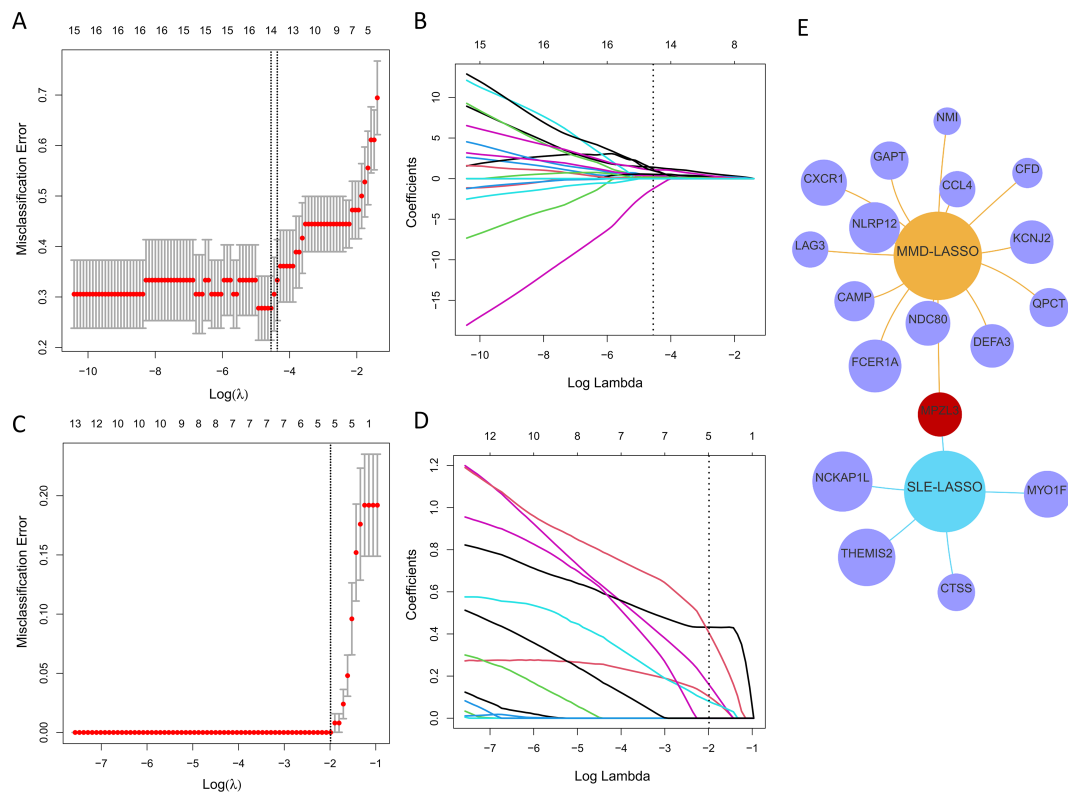 A
15 16 16 16 16 15 15 16 16 14 13 10 9 7 5
Misclassification Error
0.7
0.6
0.5
0.4
0.3
0.2
−10 −8 −6 −4 −2
Log(λ)
B
15 16 16 14 8
Coefficients
10
5
0
−5
−10
−15
−10 −8 −6 −4 −2
Log Lambda
C
13 12 10 10 9 8 8 7 7 7 6 5 5 5 1
Misclassification Error
0.20
0.15
0.10
0.05
0.00
−7 −6 −5 −4 −3 −2 −1
Log(λ)
D
12 10 8 7 7 5 1
Coefficients
1.2
1.0
0.8
0.6
0.4
0.2
0.0
−7 −6 −5 −4 −3 −2 −1
Log Lambda
E
NMI
GAPT
CFD
CXCR1
CCL4
NLRP12
KCNJ2
LAG3
MMD-LASSO
CAMP
QPCT
NDC80
DEFA3
FCER1A
NCKAP1L
SLE-LASSO
MYO1F
THEMIS2
CTSS